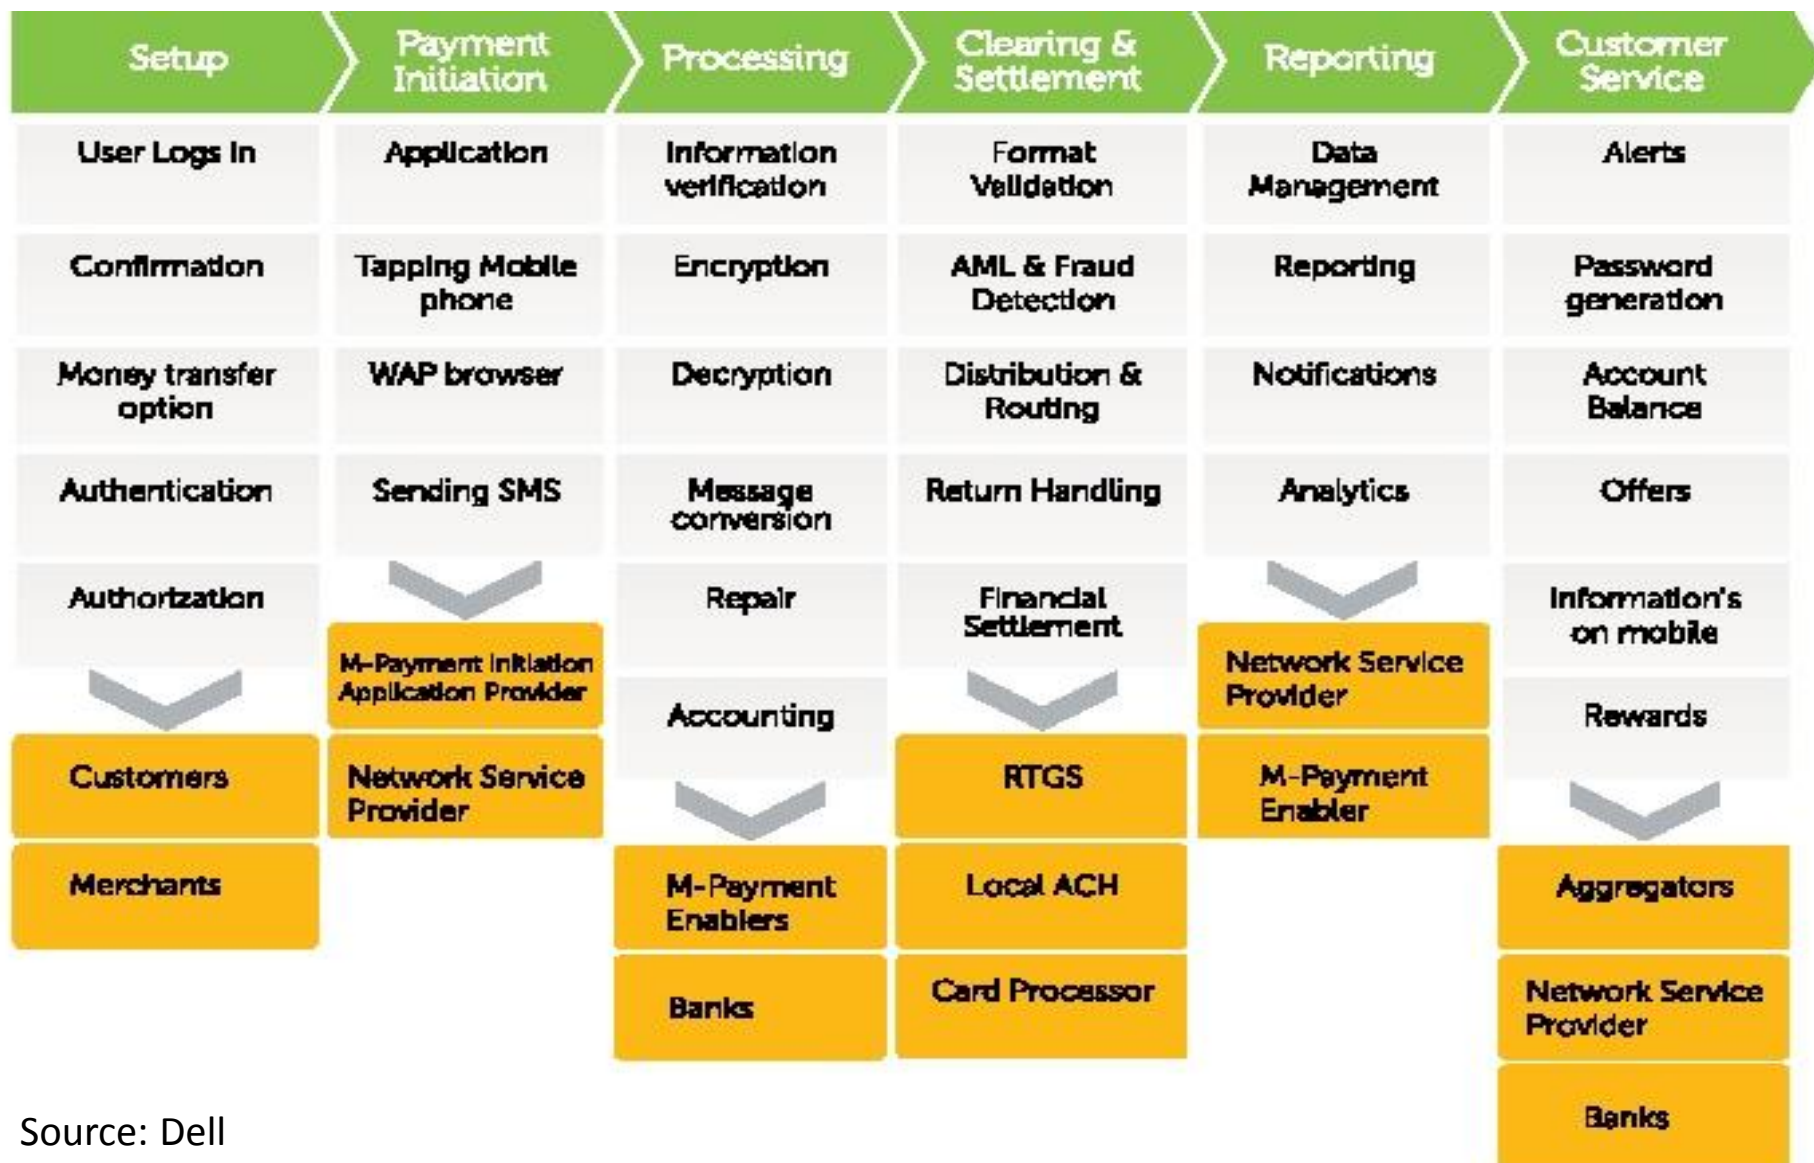 Setup
Payment
Initiation
Processing
Clearing &
Settlement
Reporting
Customer
Service
User Logs in
Confirmation
Money transfer
option
Authentication
Authorization
Customers
Merchants
Application
Tapping Mobile
phone
WAP browser
Sending SMS
M-Payment Initiation
Application Provider
Network Service
Provider
Information
verification
Encryption
Decryption
Message
conversion
Repair
Accounting
M-Payment
Enablers
Banks
Format
Validation
AML & Fraud
Detection
Distribution &
Routing
Return Handling
Financial
Settlement
RTGS
Local ACH
Card Processor
Data
Management
Reporting
Notifications
Analytics
Network Service
Provider
M-Payment
Enabler
Alerts
Password
generation
Account
Balance
Offers
Information's
on mobile
Rewards
Aggregators
Network Service
Provider
Banks
Source: Dell